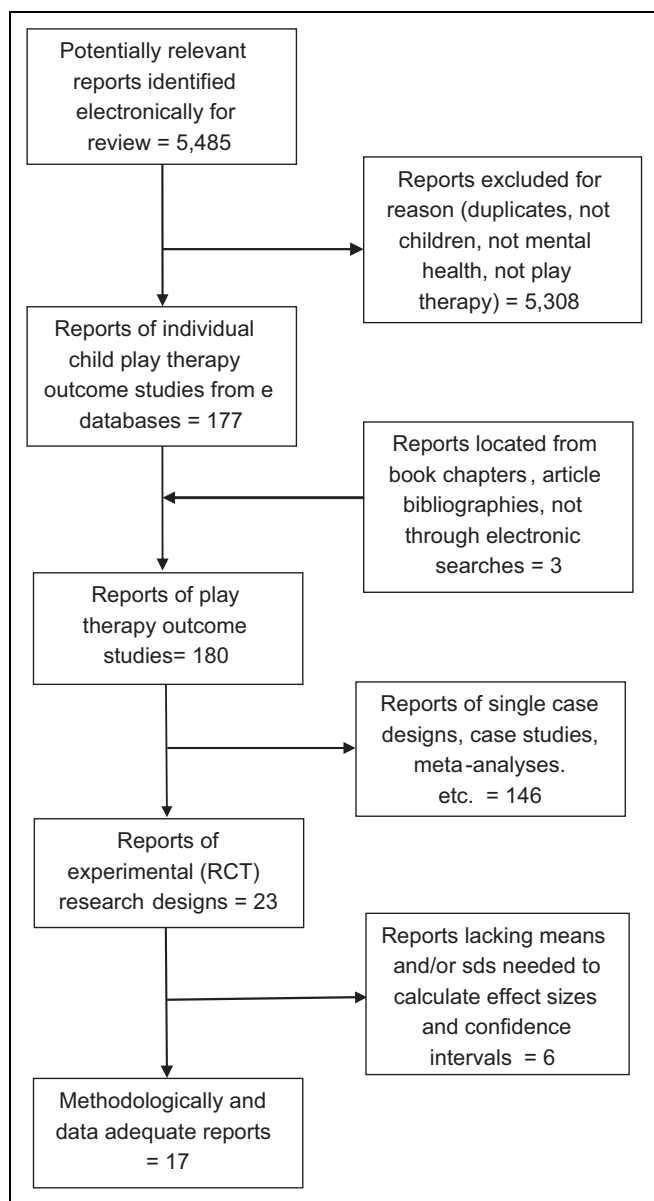 Potentially relevant
reports identified
electronically for
review = 5,485
Reports excluded for
reason (duplicates, not
children, not mental
health, not play
therapy) = 5,308
Reports of individual
child play therapy
outcome studies from e
databases = 177
Reports located from
book chapters, article
bibliographies, not
through electronic
searches = 3
Reports of play
therapy outcome
studies= 180
Reports of single case
designs, case studies,
meta-analyses.
etc. = 146
Reports of
experimental (RCT)
research designs = 23
Reports lacking means
and/or sds needed to
calculate effect sizes
and confidence
intervals = 6
Methodologically and
data adequate reports
= 17